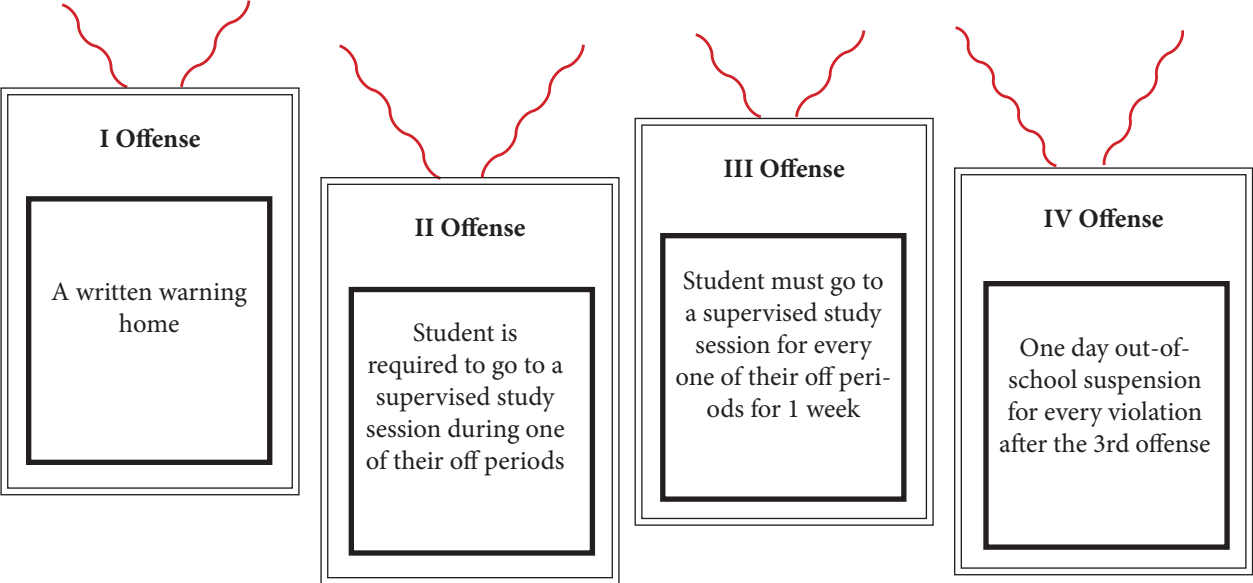 I Offense
A written warning
home
II Offense
Student is
required to go to a
supervised study
session during one
of their off periods
III Offense
Student must go to
a supervised study
session for every
one of their off peri-
ods for 1 week
IV Offense
One day out-of-
school suspension
for every violation
after the 3rd offense